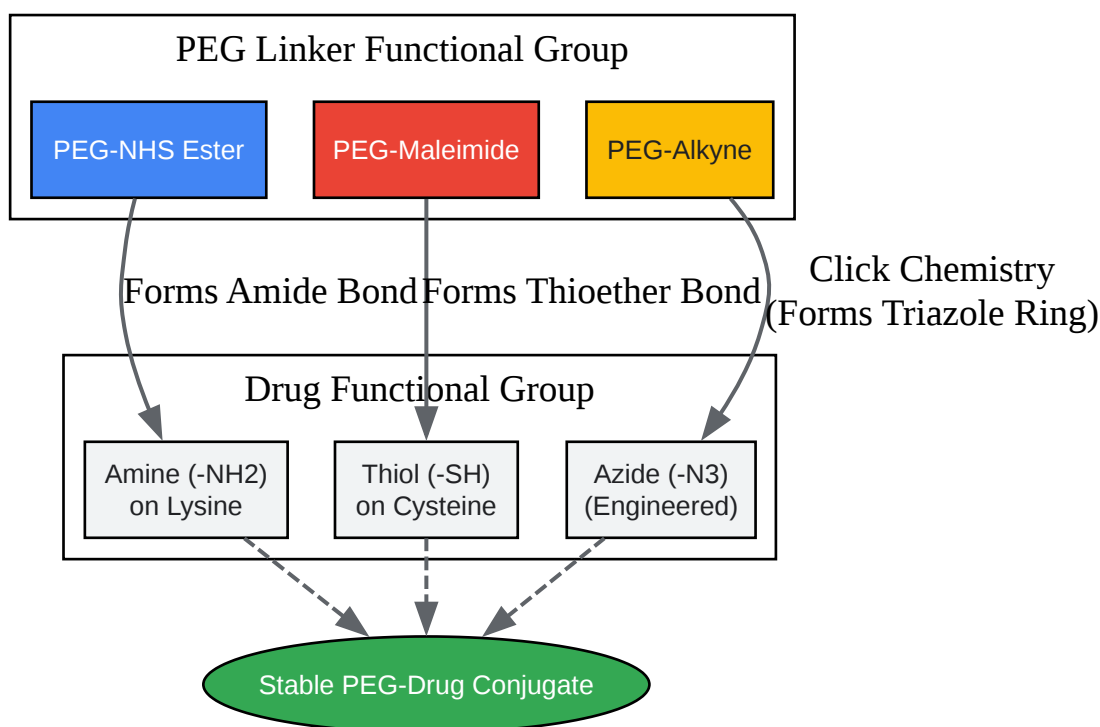 PEG Linker Functional Group
PEG-NHS Ester
PEG-Maleimide
PEG-Alkyne
Forms Amide Bond
Forms Thioether Bond
Click Chemistry
(Forms Triazole Ring)
Drug Functional Group
Amine (-NH2)
on Lysine
Thiol (-SH)
on Cysteine
Azide (-N3)
(Engineered)
Stable PEG-Drug Conjugate